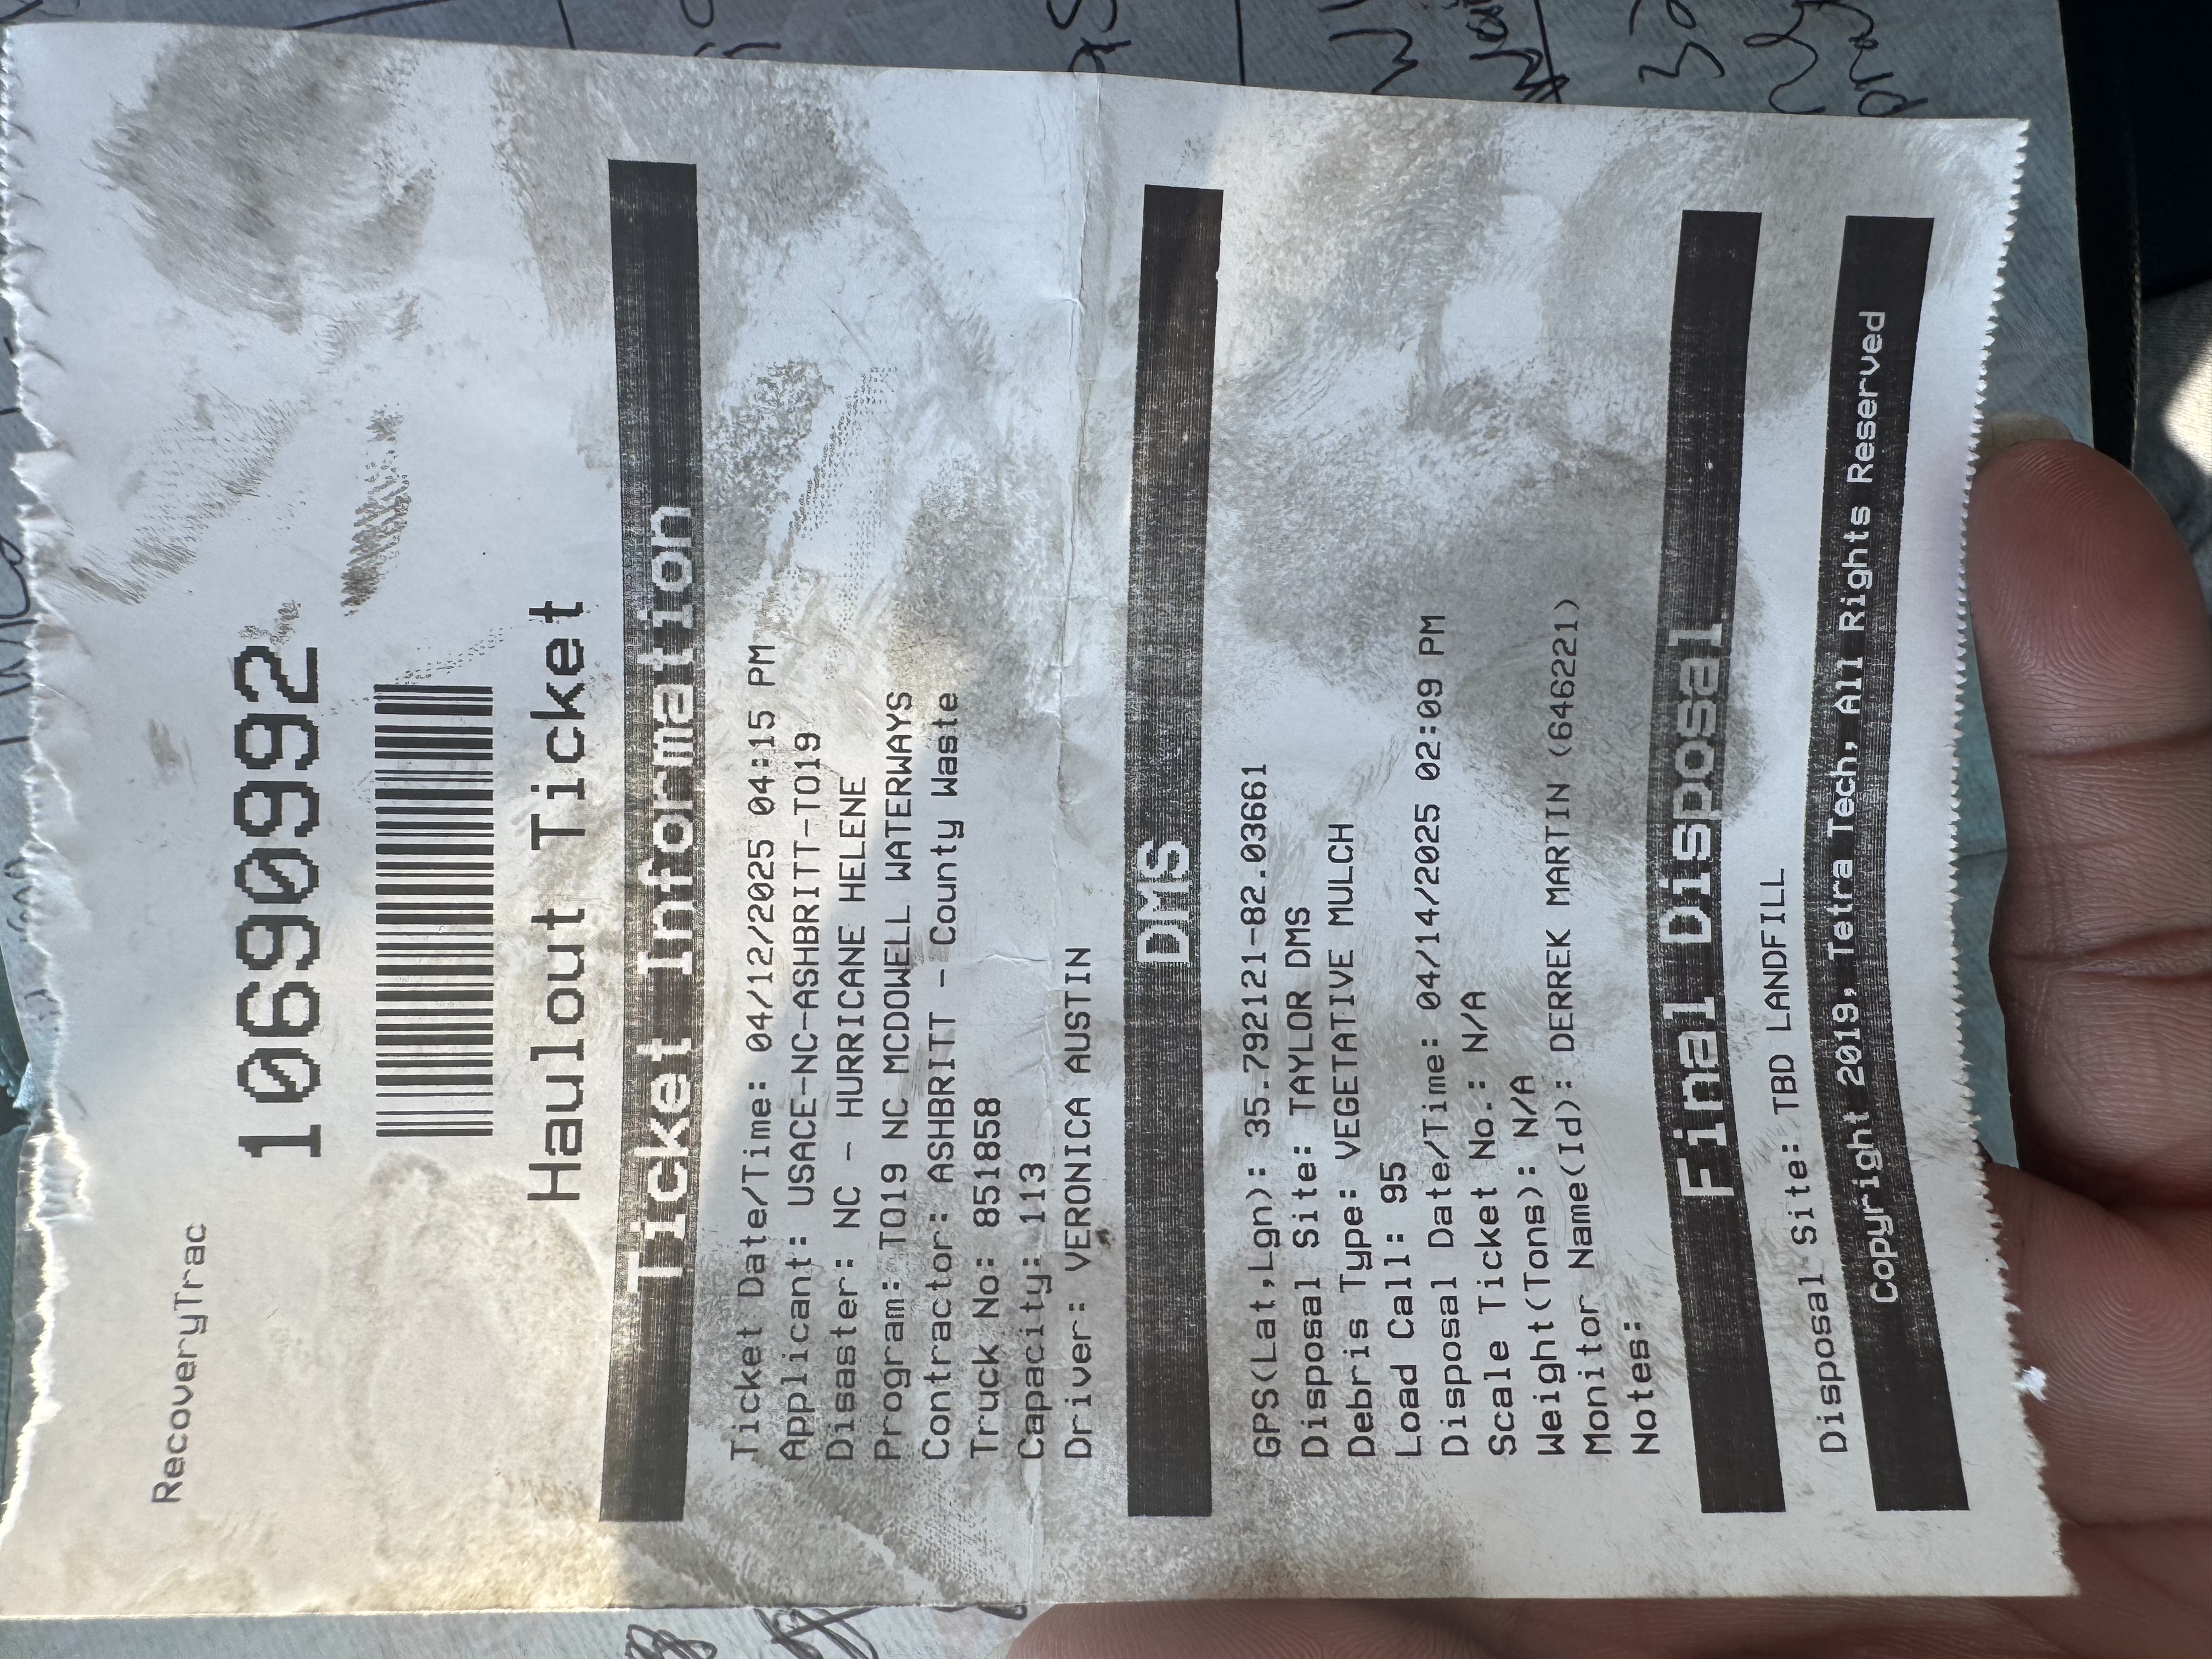 RecoveryTrac
10690992
Haulout Ticket
Ticket Information
Ticket Date/Time: 04/12/2025 04:15 PM
Applicant: USACE-NC-ASHBRITT-TO19
Disaster: NC - HURRICANE HELENE
Program: TO19 NC MCDOWELL WATERWAYS
Contractor: ASHBRITT - County Waste
Truck No: 851858
Capacity: 113
Driver: VERONICA AUSTIN
DMS
GPS(Lat,Lgn): 35.792121-82.03661
Disposal Site: TAYLOR DMS
Debris Type: VEGETATIVE MULCH
Load Call: 95
Disposal Date/Time: 04/14/2025 02:09 PM
Scale Ticket No.: N/A
Weight(Tons): N/A
Monitor Name(Id): DERREK MARTIN (646221)
Notes:
Final Disposal
Disposal Site: TBD LANDFILL
Copyright 2019, Tetra Tech, All Rights Reserved